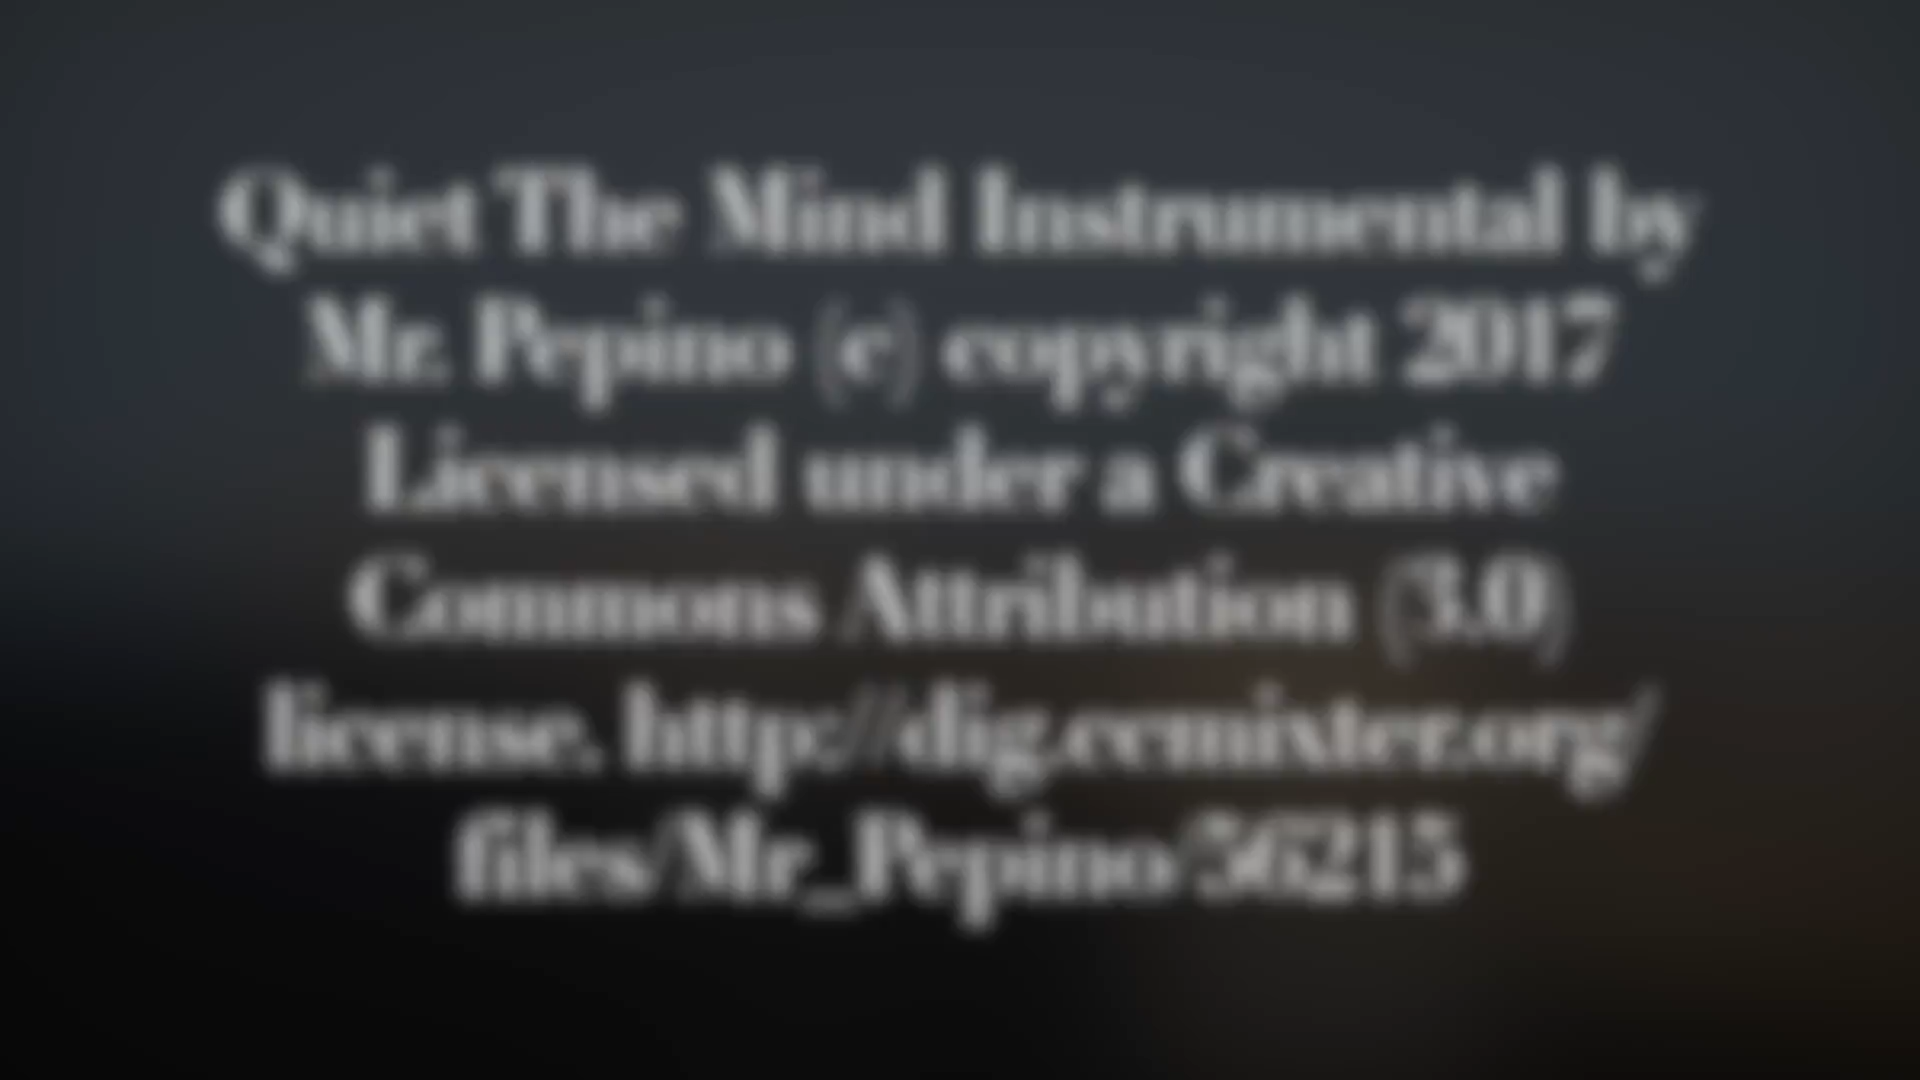 Quiet The Mind Instrumental by
Mr. Pepino (c) copyright 2017
Licensed under a Creative
Commons Attribution (3.0)
license. http://dig.ccmixter.org/
files/Mr_Pepino/56215